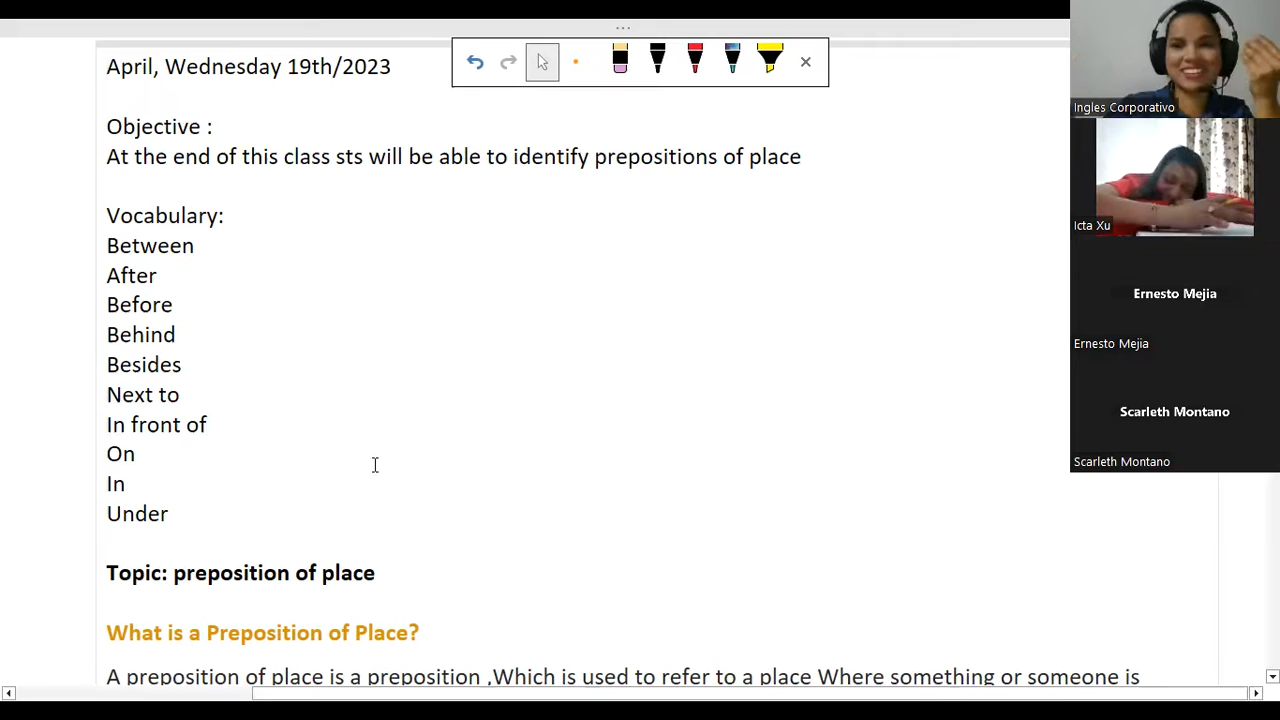 April, Wednesday 19th/2023
Objective :
At the end of this class sts will be able to identify prepositions of place
Vocabulary:
Between
After
Before
Behind
Besides
Next to
In front of
On
In
Under
Topic: preposition of place
What is a Preposition of Place?
A preposition of place is a preposition ,Which is used to refer to a place Where something or someone is
Ingles Corporativo
Icta Xu
Ernesto Mejia
Ernesto Mejia
Scarleth Montano
Scarleth Montano